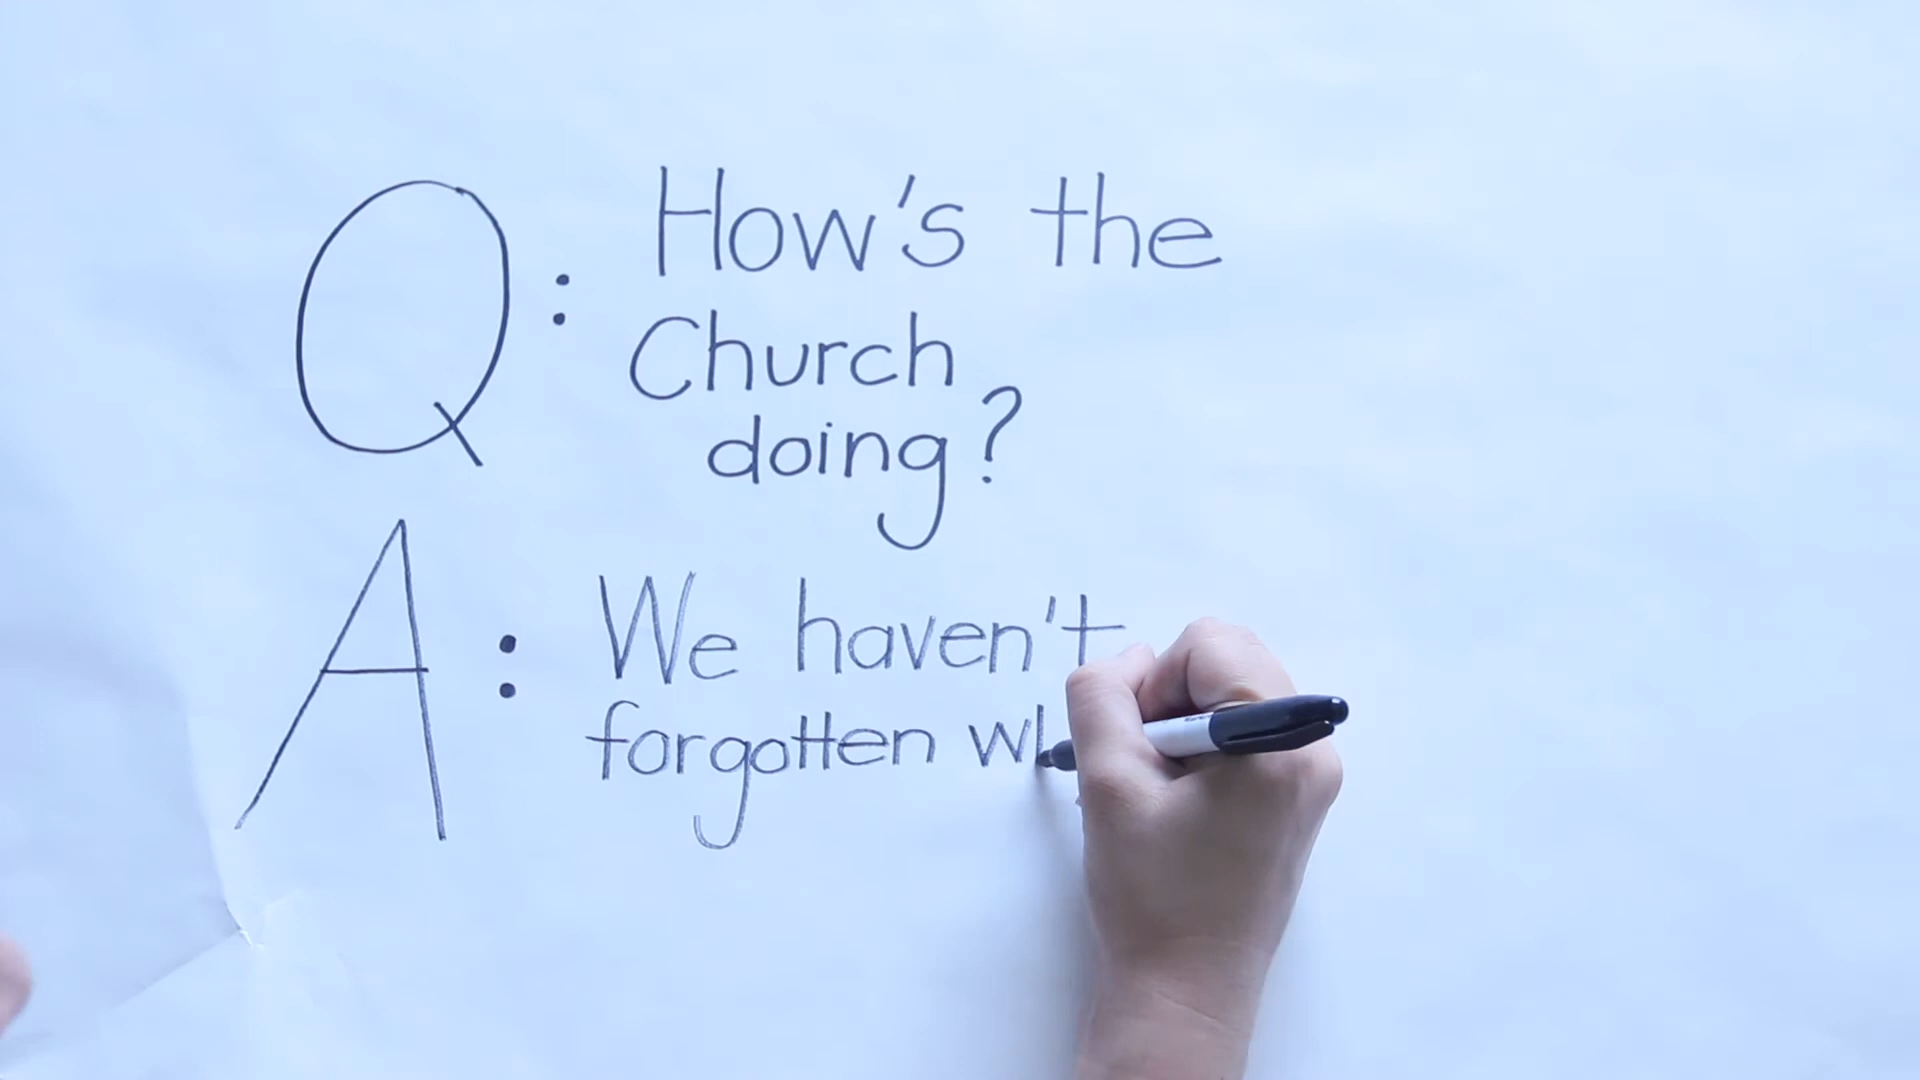 Q: How's the
Church
doing?
A: We haven't
forgotten